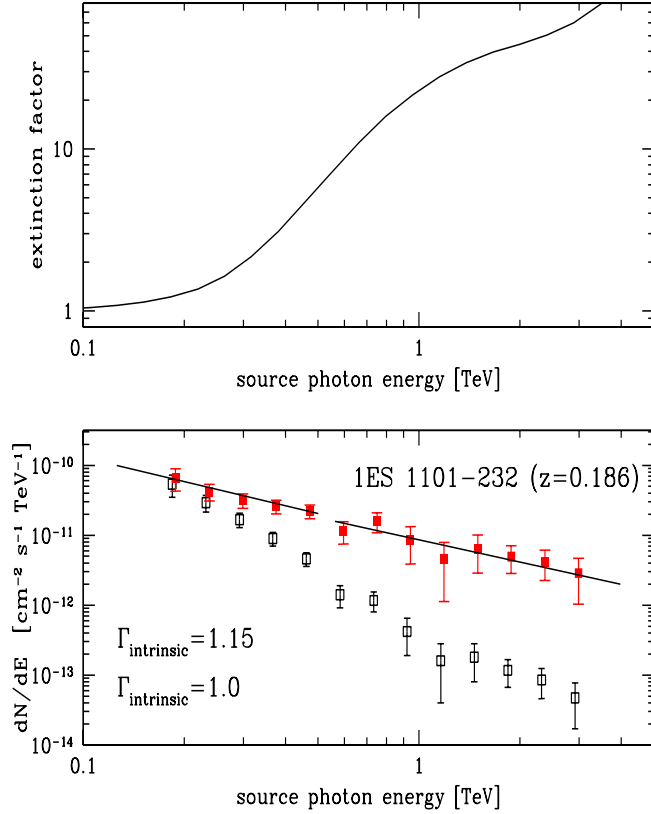 extinction factor
10
1
0.1
1
source photon energy [TeV]
dN/dE [cm⁻² s⁻¹ TeV⁻¹]
10⁻¹⁰
10⁻¹¹
10⁻¹²
10⁻¹³
10⁻¹⁴
1ES 1101−232 (z=0.186)
Γintrinsic=1.15
Γintrinsic=1.0
0.1
1
source photon energy [TeV]